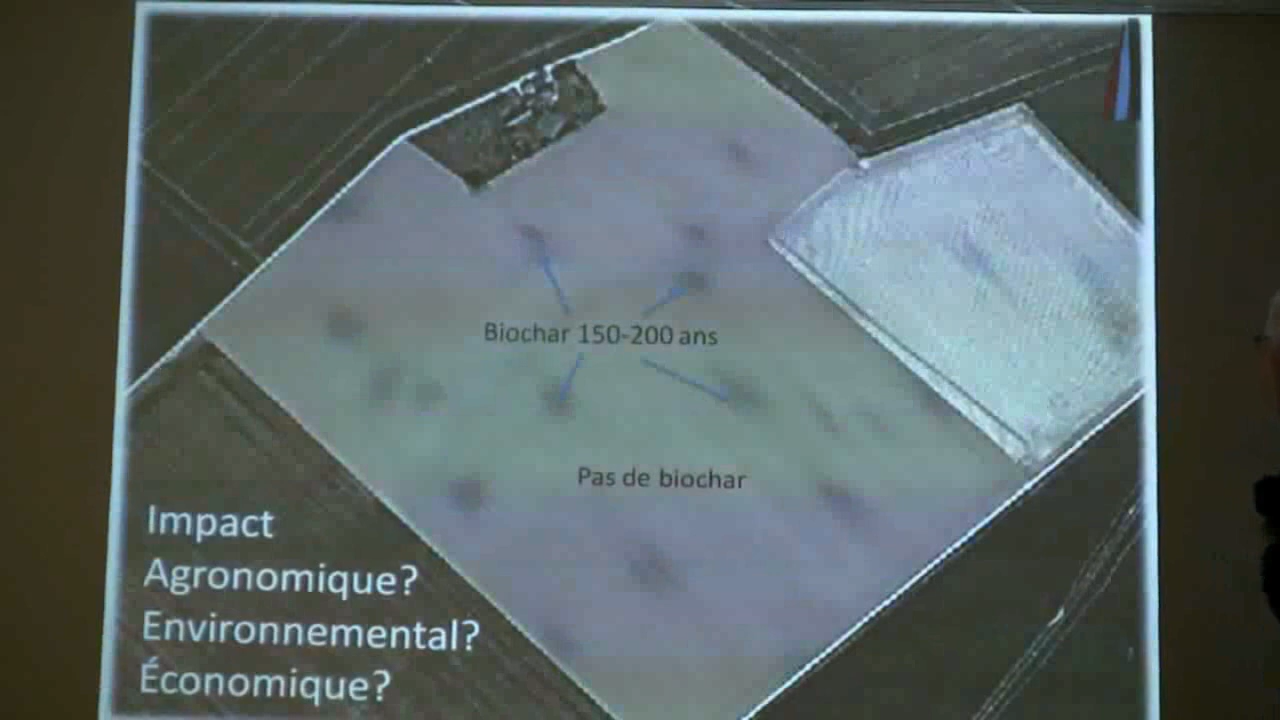 Biochar 150-200 ans
Pas de biochar
Impact
Agronomique?
Environnemental?
Économique?